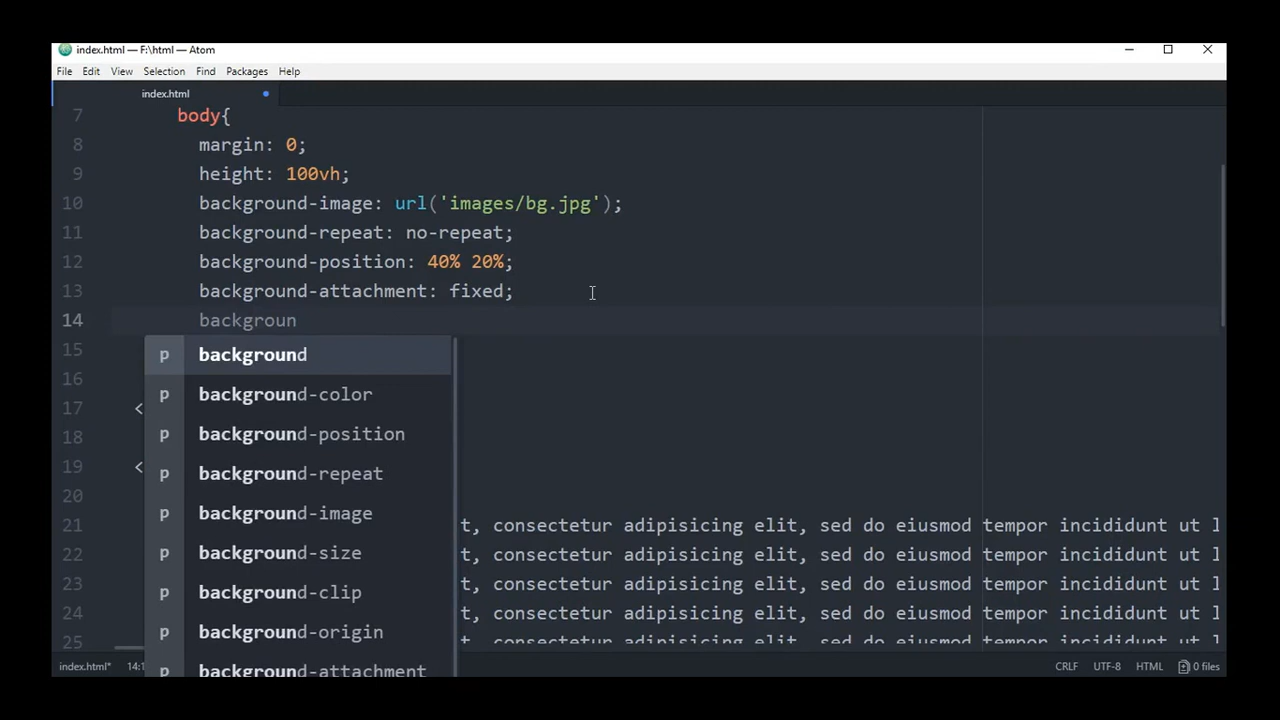 index.html — F:\html — Atom
File Edit View Selection Find Packages Help
index.html
7 body{
8 margin: 0;
9 height: 100vh;
10 background-image: url('images/bg.jpg');
11 background-repeat: no-repeat;
12 background-position: 40% 20%;
13 background-attachment: fixed;
14 backgroun
15 p background
16 p background-color
17 <
18 p background-position
19 < p background-repeat
20 p background-image
21 t, consectetur adipisicing elit, sed do eiusmod tempor incididunt ut l
22 p background-size t, consectetur adipisicing elit, sed do eiusmod tempor incididunt ut l
23 p background-clip t, consectetur adipisicing elit, sed do eiusmod tempor incididunt ut l
24 p background-origin t, consectetur adipisicing elit, sed do eiusmod tempor incididunt ut l
25 t, consectetur adipisicing elit, sed do eiusmod tempor incididunt ut l
p background-attachment
index.html* 14:1 CRLF UTF-8 HTML 0 files